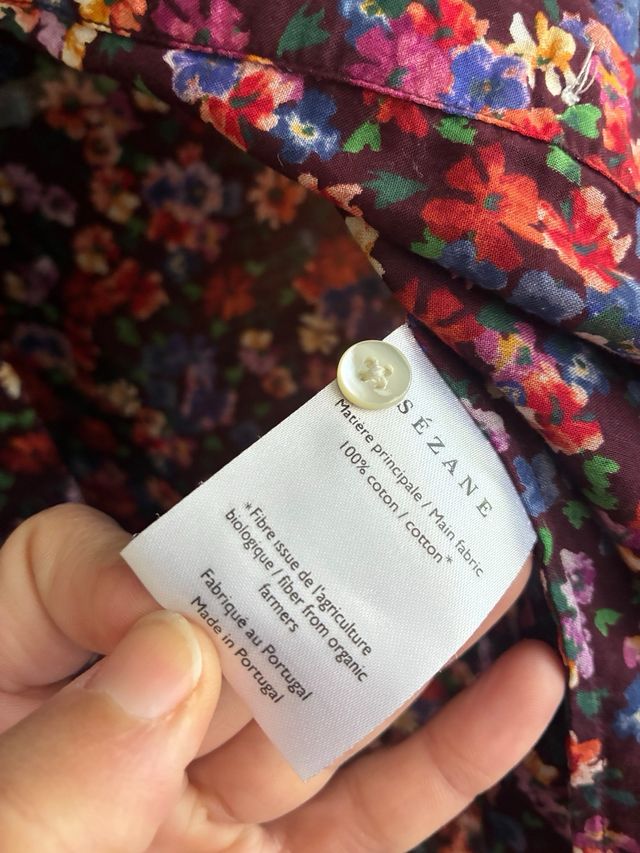 SÉZANE
Matière principale / Main fabric
100% coton / cotton*
*Fibre issue de l'agriculture
biologique / fiber from organic
farmers
Fabriqué au Portugal
Made in Portugal